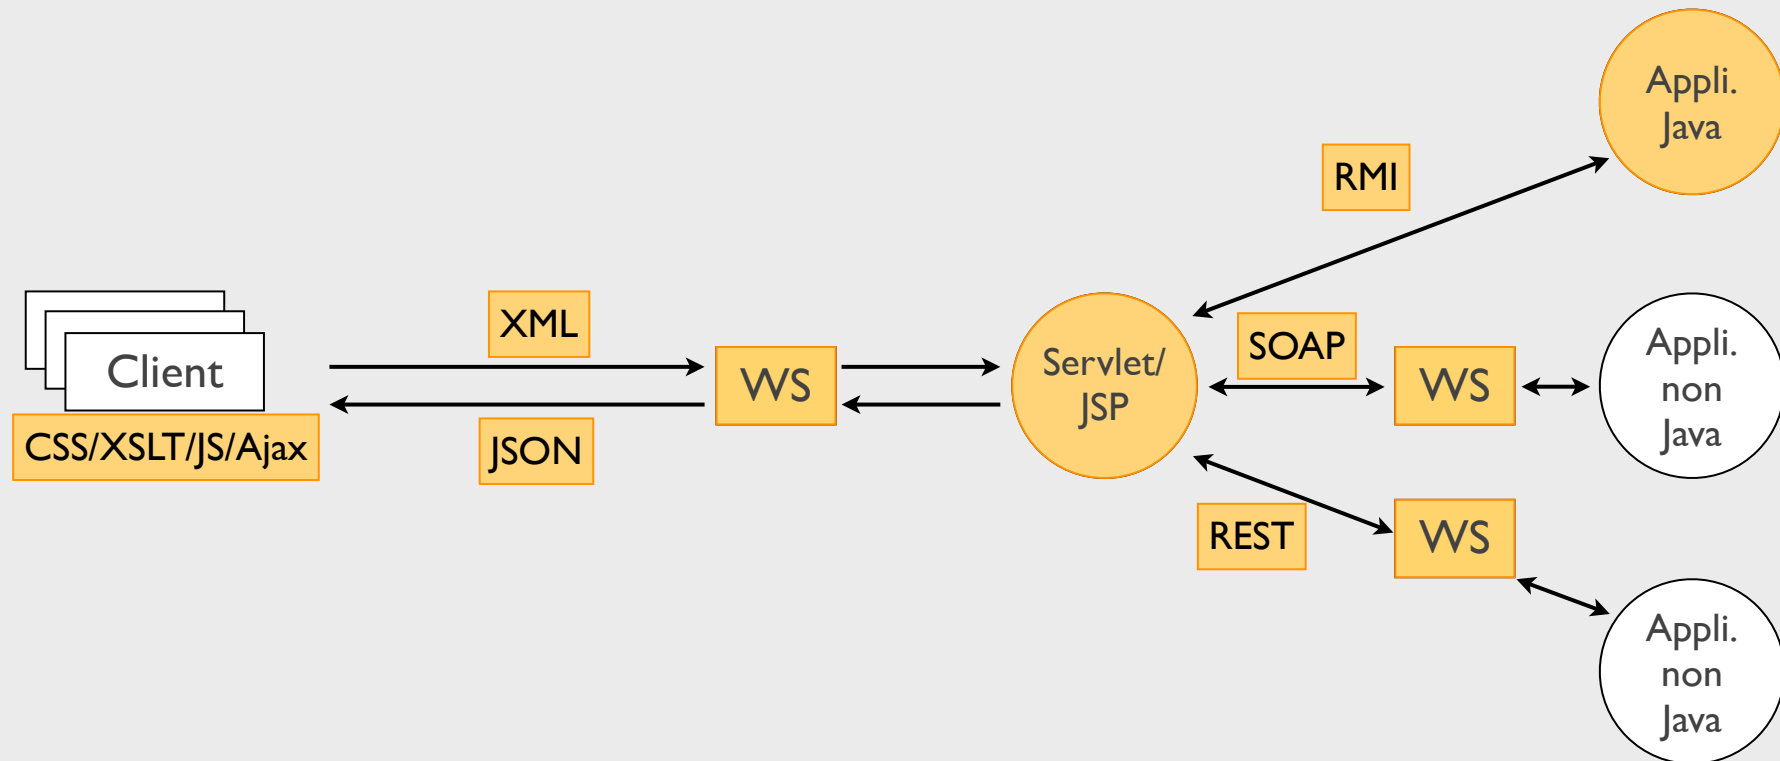 Appli.
Java
RMI
XML
Client
WS
Servlet/
JSP
SOAP
WS
Appli.
non
Java
CSS/XSLT/JS/Ajax
JSON
REST
WS
Appli.
non
Java